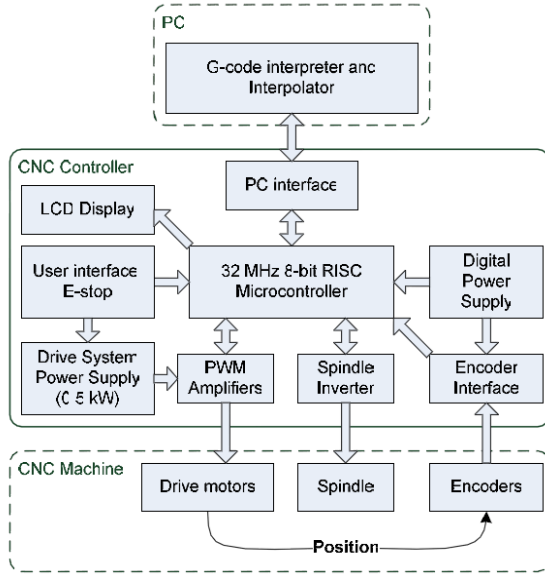 PC
G-code interpreter and
Interpolator
CNC Controller
PC interface
LCD Display
User interface
E-stop
32 MHz 8-bit RISC
Microcontroller
Digital
Power
Supply
Drive System
Power Supply
(0.5 kW)
PWM
Amplifiers
Spindle
Inverter
Encoder
Interface
CNC Machine
Drive motors
Spindle
Encoders
Position